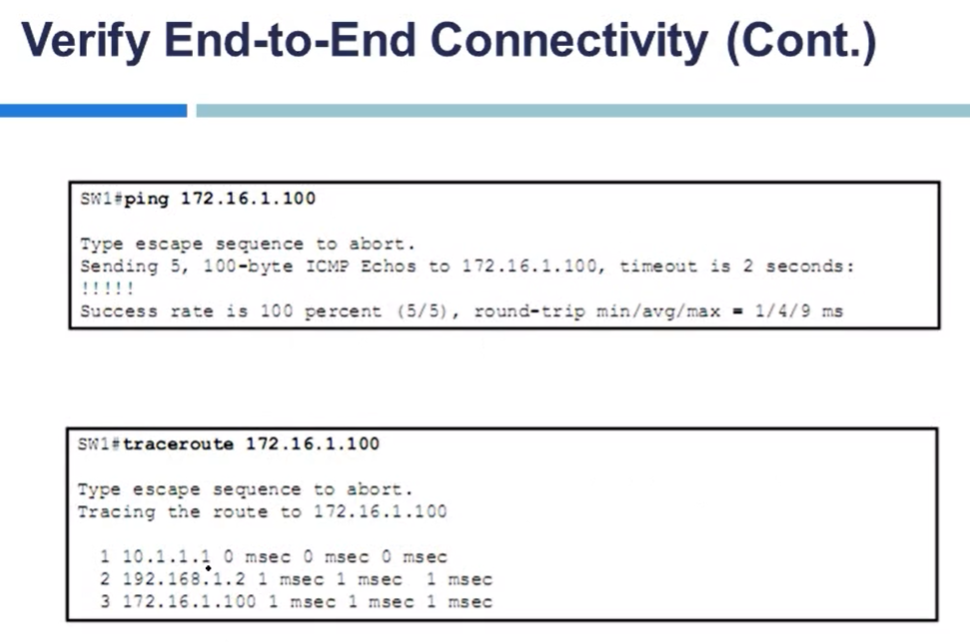 Verify End-to-End Connectivity (Cont.)
SW1#ping 172.16.1.100
Type escape sequence to abort.
Sending 5, 100-byte ICMP Echos to 172.16.1.100, timeout is 2 seconds:
!!!!!
Success rate is 100 percent (5/5), round-trip min/avg/max = 1/4/9 ms
SW1#traceroute 172.16.1.100
Type escape sequence to abort.
Tracing the route to 172.16.1.100
1 10.1.1.1 0 msec 0 msec 0 msec
2 192.168.1.2 1 msec 1 msec 1 msec
3 172.16.1.100 1 msec 1 msec 1 msec